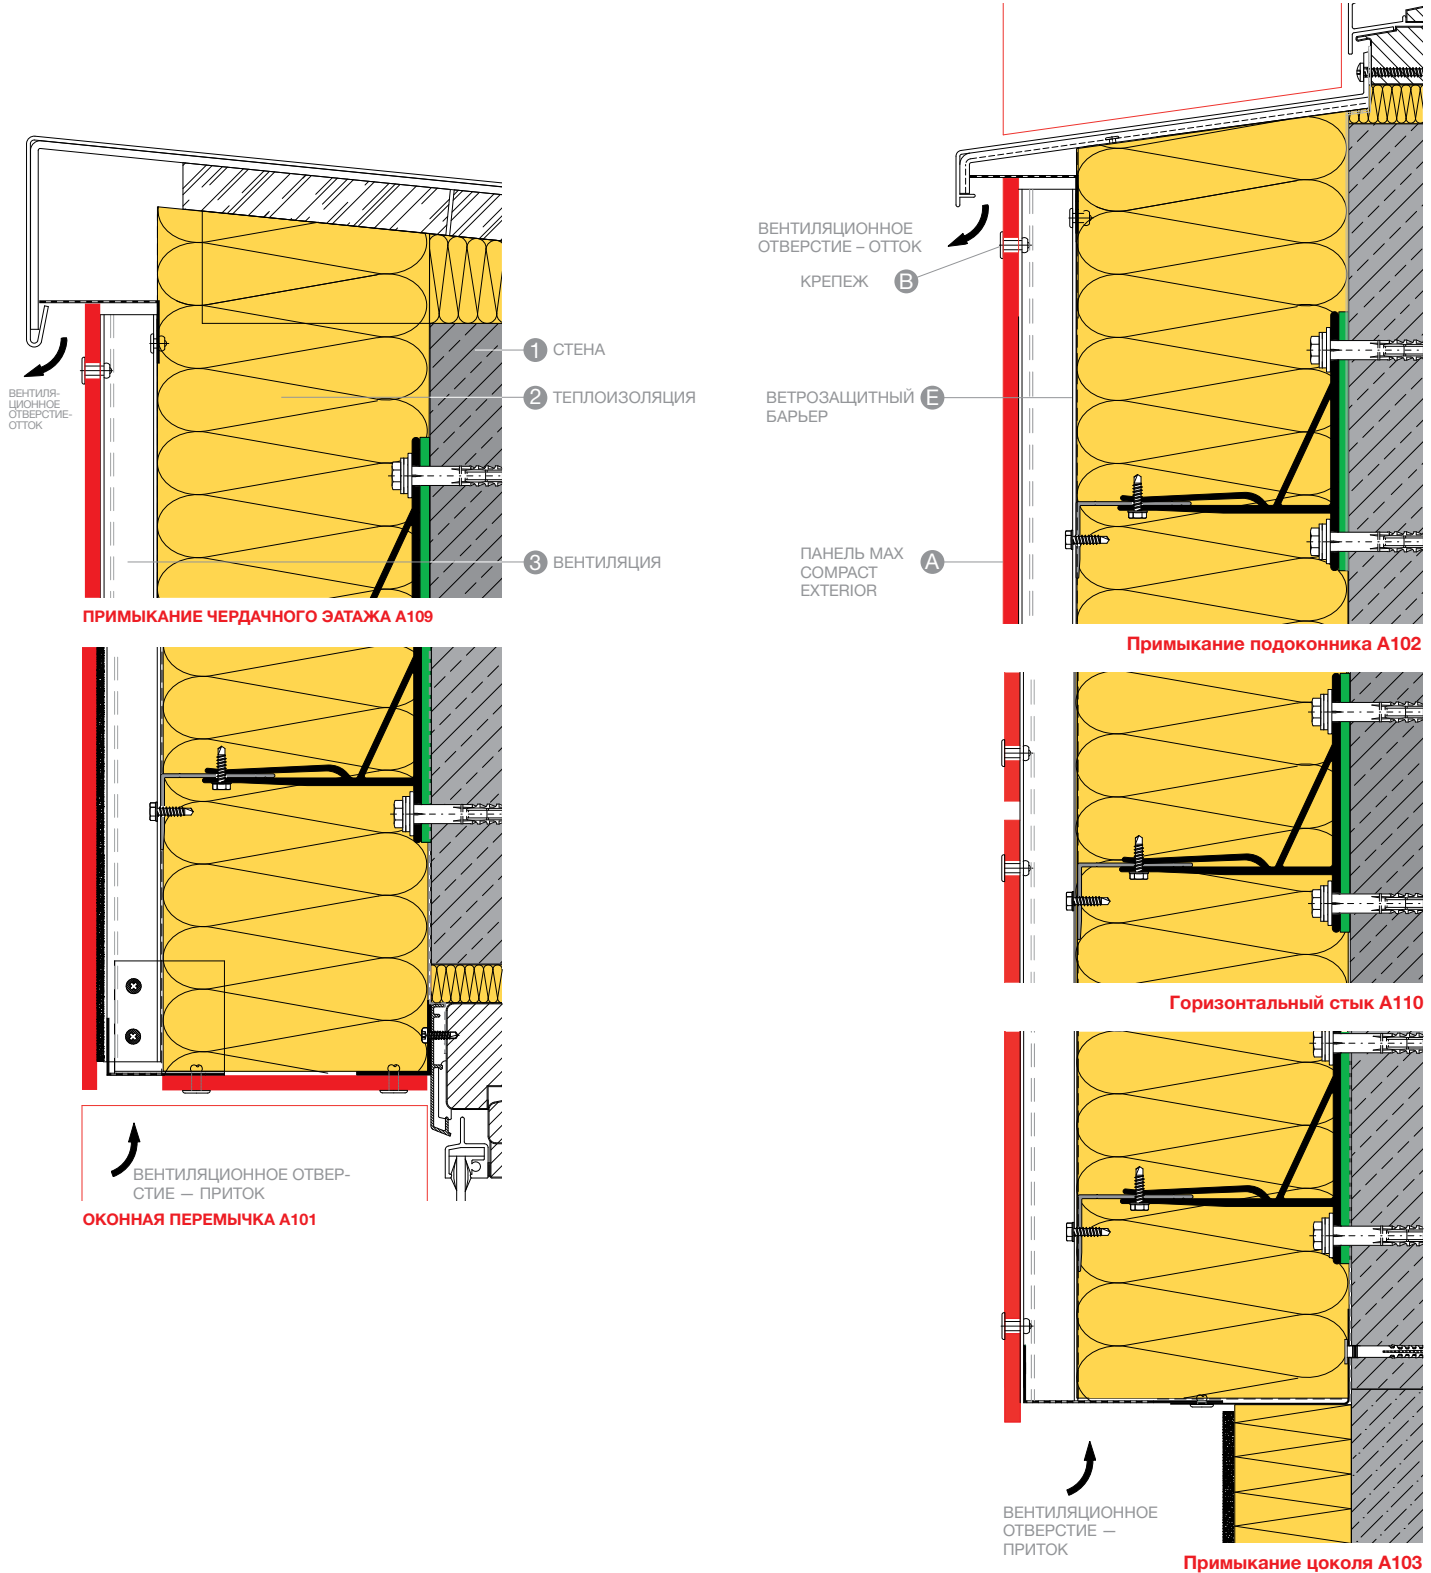 ВЕНТИЛЯ-
ЦИОННОЕ
ОТВЕРСТИЕ-
ОТТОК
1 СТЕНА
2 ТЕПЛОИЗОЛЯЦИЯ
3 ВЕНТИЛЯЦИЯ
ПРИМЫКАНИЕ ЧЕРДАЧНОГО ЭАТАЖА А109
ВЕНТИЛЯЦИОННОЕ ОТВЕР-
СТИЕ – ПРИТОК
ОКОННАЯ ПЕРЕМЫЧКА А101
ВЕНТИЛЯЦИОННОЕ
ОТВЕРСТИЕ – ОТТОК
КРЕПЕЖ B
ВЕТРОЗАЩИТНЫЙ E
БАРЬЕР
ПАНЕЛЬ MAX A
COMPACT
EXTERIOR
Примыкание подоконника А102
Горизонтальный стык А110
ВЕНТИЛЯЦИОННОЕ
ОТВЕРСТИЕ –
ПРИТОК
Примыкание цоколя А103